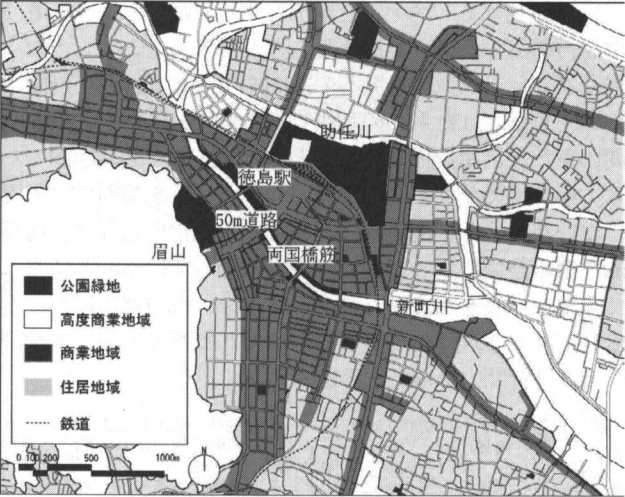 助任川
徳島駅
50m道路
眉山
両国橋筋
新町川
公園緑地
高度商業地域
商業地域
住居地域
鉄道
0 100 200 500 1000m
N